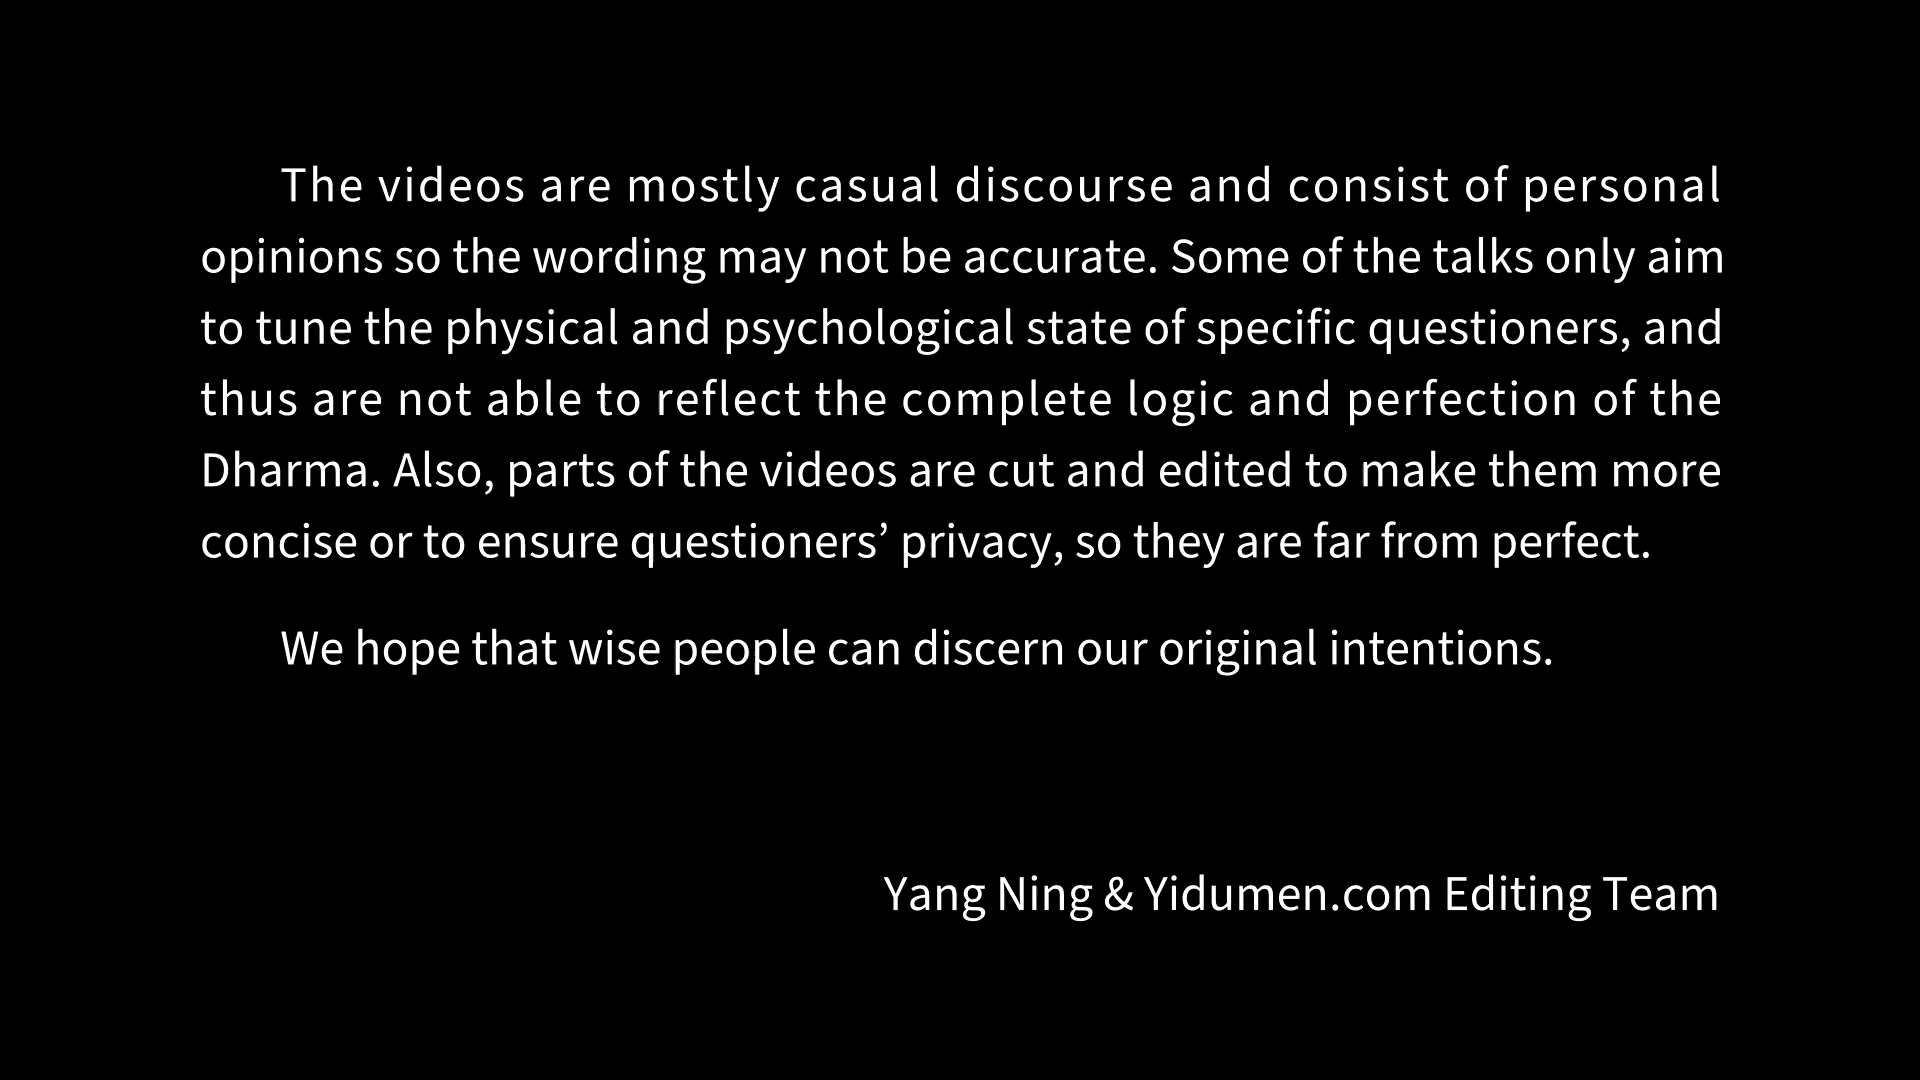 The videos are mostly casual discourse and consist of personal
opinions so the wording may not be accurate. Some of the talks only aim
to tune the physical and psychological state of specific questioners, and
thus are not able to reflect the complete logic and perfection of the
Dharma. Also, parts of the videos are cut and edited to make them more
concise or to ensure questioners’ privacy, so they are far from perfect.
We hope that wise people can discern our original intentions.
Yang Ning & Yidumen.com Editing Team